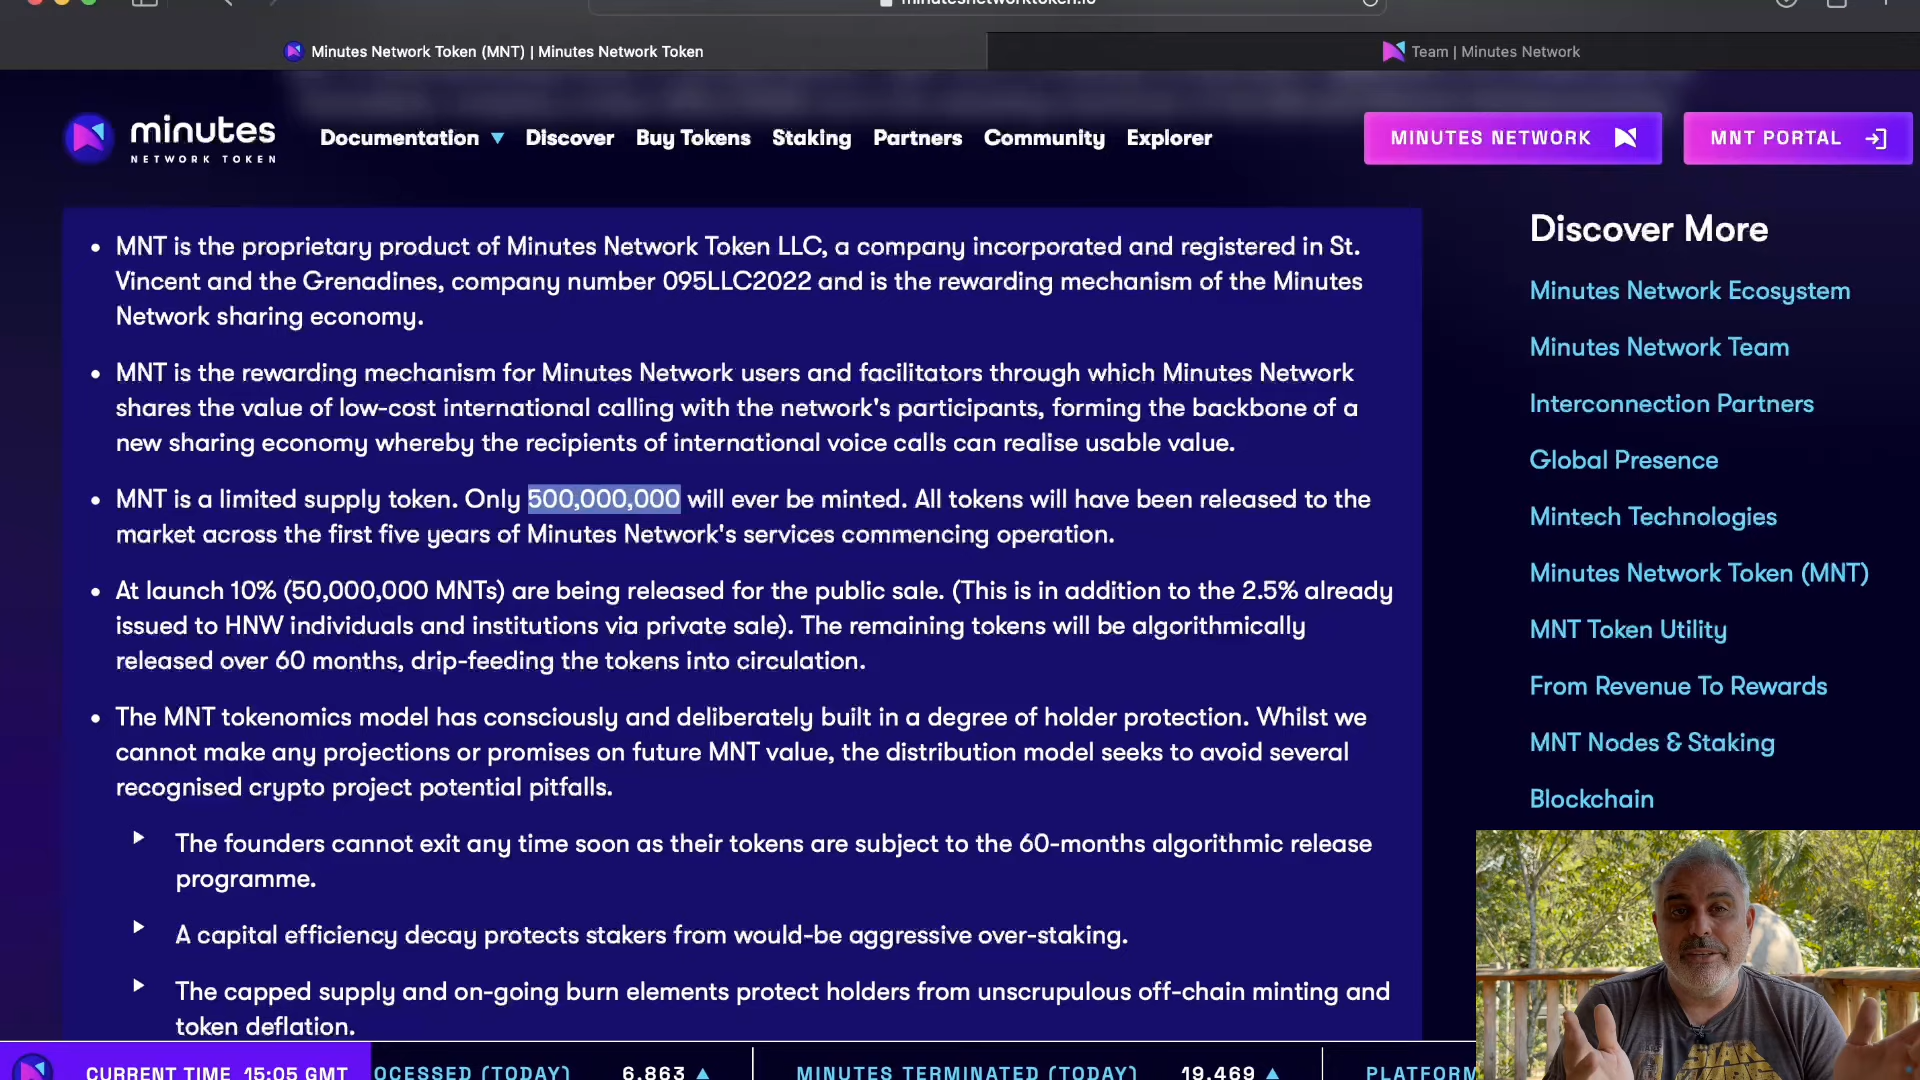 Minutes Network Token (MNT) | Minutes Network Token
Team | Minutes Network
minutes
NETWORK TOKEN
Documentation
Discover
Buy Tokens
Staking
Partners
Community
Explorer
MINUTES NETWORK
MNT PORTAL
MNT is the proprietary product of Minutes Network Token LLC, a company incorporated and registered in St.
Vincent and the Grenadines, company number 095LLC2022 and is the rewarding mechanism of the Minutes
Network sharing economy.
MNT is the rewarding mechanism for Minutes Network users and facilitators through which Minutes Network
shares the value of low-cost international calling with the network's participants, forming the backbone of a
new sharing economy whereby the recipients of international voice calls can realise usable value.
MNT is a limited supply token. Only 500,000,000 will ever be minted. All tokens will have been released to the
market across the first five years of Minutes Network's services commencing operation.
At launch 10% (50,000,000 MNTs) are being released for the public sale. (This is in addition to the 2.5% already
issued to HNW individuals and institutions via private sale). The remaining tokens will be algorithmically
released over 60 months, drip-feeding the tokens into circulation.
The MNT tokenomics model has consciously and deliberately built in a degree of holder protection. Whilst we
cannot make any projections or promises on future MNT value, the distribution model seeks to avoid several
recognised crypto project potential pitfalls.
The founders cannot exit any time soon as their tokens are subject to the 60-months algorithmic release
programme.
A capital efficiency decay protects stakers from would-be aggressive over-staking.
The capped supply and on-going burn elements protect holders from unscrupulous off-chain minting and
token deflation.
Discover More
Minutes Network Ecosystem
Minutes Network Team
Interconnection Partners
Global Presence
Mintech Technologies
Minutes Network Token (MNT)
MNT Token Utility
From Revenue To Rewards
MNT Nodes & Staking
Blockchain
CURRENT TIME 15:05 GMT
OCESSED (TODAY) 6,863
MINUTES TERMINATED (TODAY) 19,469
PLATFORM